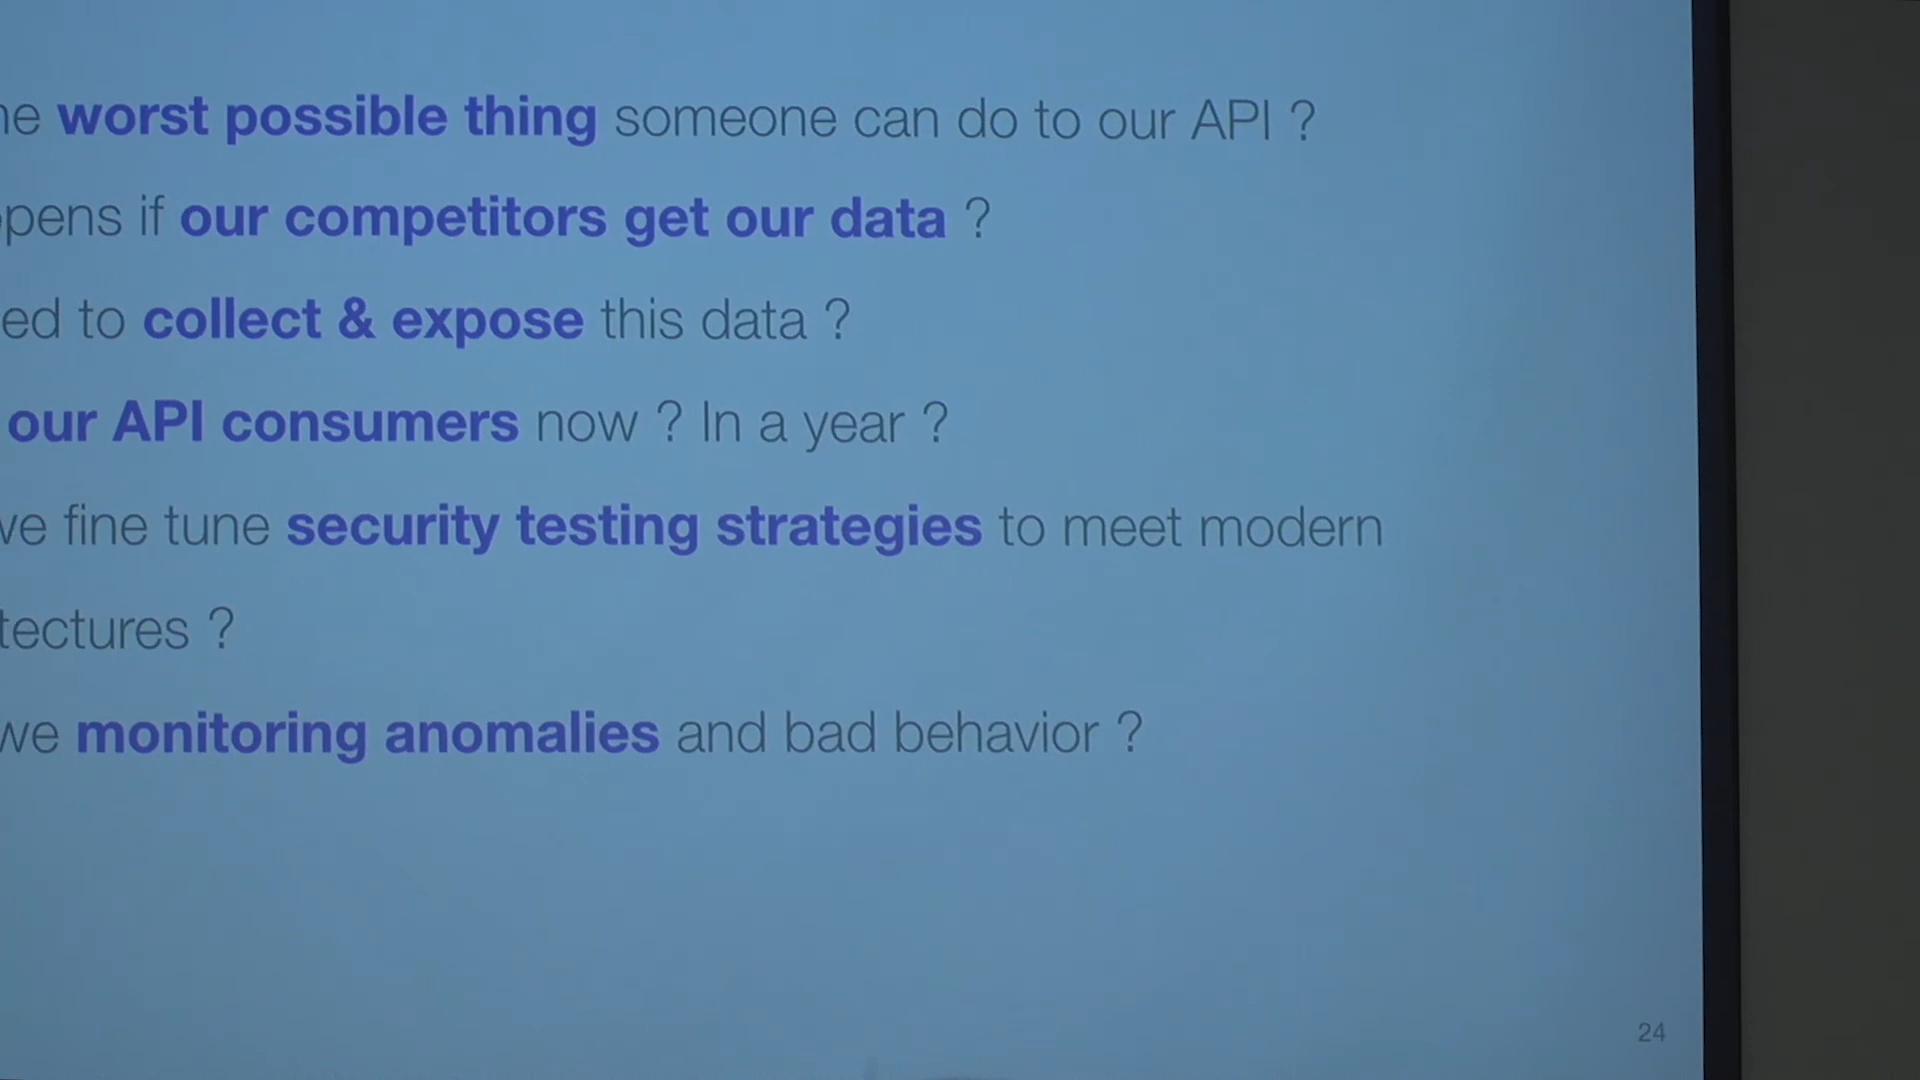 he worst possible thing someone can do to our API ?
pens if our competitors get our data ?
ed to collect & expose this data ?
our API consumers now ? In a year ?
we fine tune security testing strategies to meet modern
tectures ?
we monitoring anomalies and bad behavior ?
24